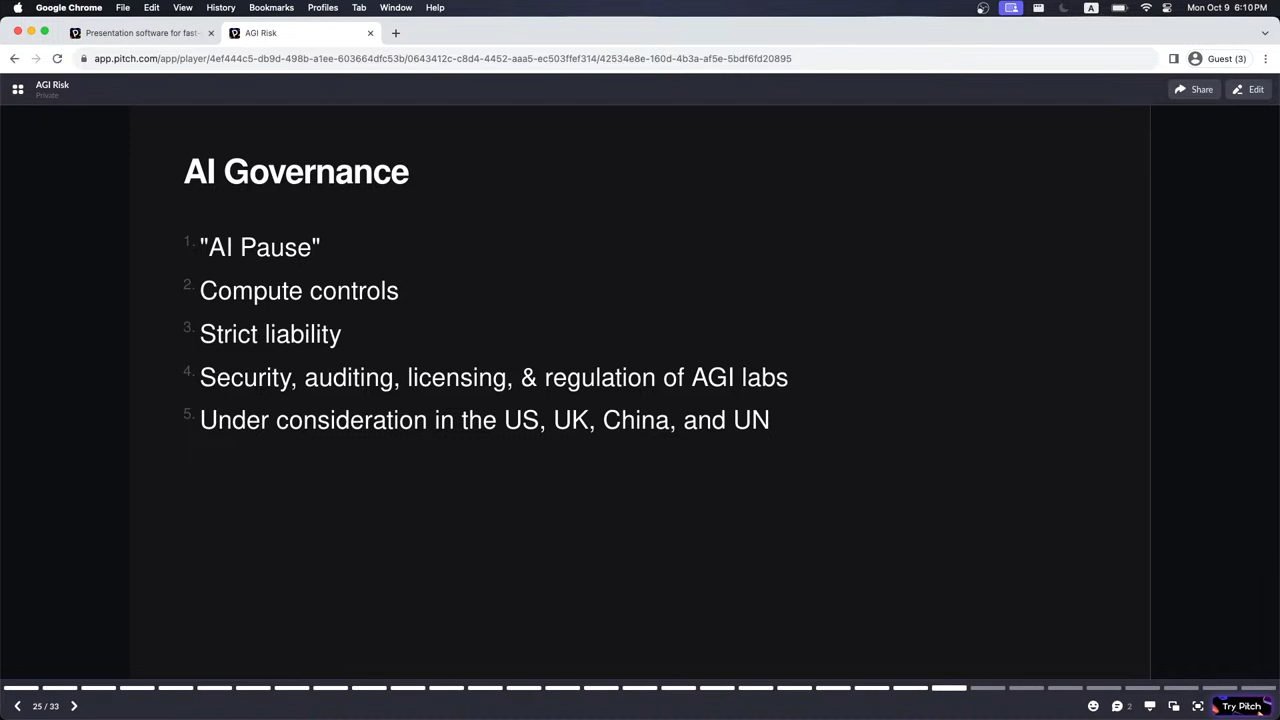 Google Chrome File Edit View History Bookmarks Profiles Tab Window Help A Mon Oct 9 6:10 PM
Presentation software for fast- AGI Risk
app.pitch.com/app/player/4ef444c5-db9d-498b-a1ee-603664dfc53b/0643412c-c8d4-4452-aaa5-ec503ffef314/42534e8e-160d-4b3a-af5e-5bdf6fd20895 Guest (3)
AGI Risk
Private
Share Edit
AI Governance
1. "AI Pause"
2. Compute controls
3. Strict liability
4. Security, auditing, licensing, & regulation of AGI labs
5. Under consideration in the US, UK, China, and UN
25 / 33 2 Try Pitch